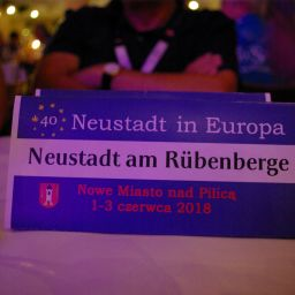 40 Neustadt in Europa
Neustadt am Rübenberge
Nowe Miasto nad Pilicą
1-3 czerwca 2018